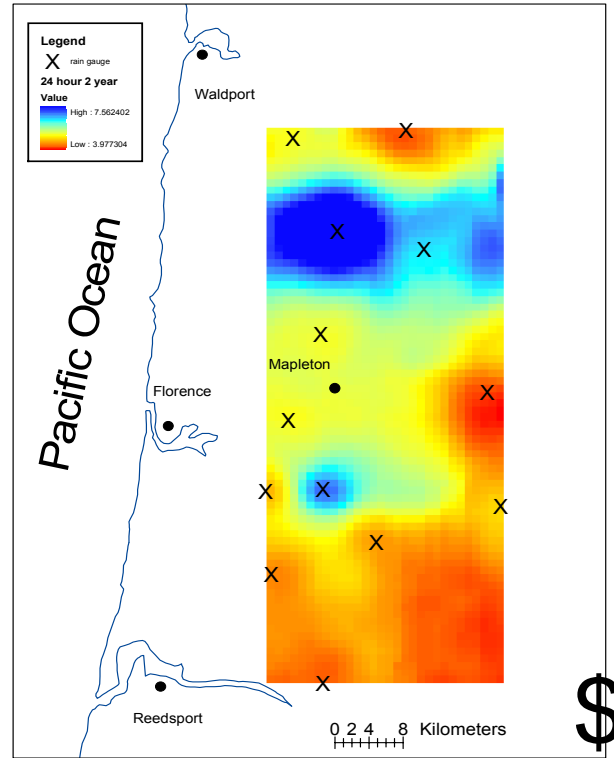 Legend
X rain gauge
24 hour 2 year
Value
High : 7.562402
Low : 3.977304
Waldport
X
X
X
X
X
Mapleton
X
Florence
X
Pacific Ocean
X
X
X
X
X
X
Reedsport
0 2 4 8 Kilometers
$